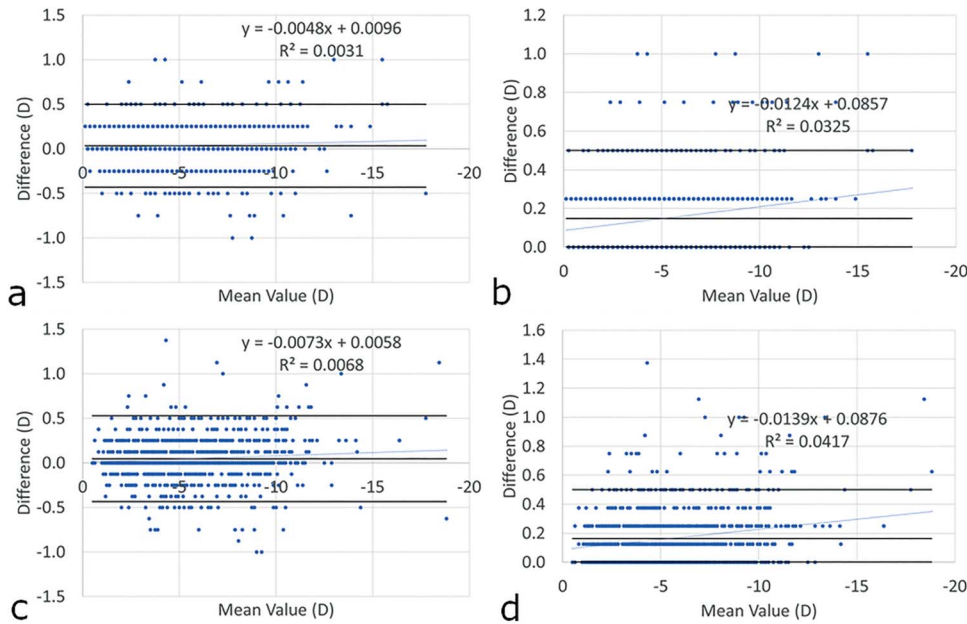 1.5
y = -0.0048x + 0.0096
R² = 0.0031
1.0
0.5
0.0
0
-5
-10
-15
-20
-0.5
-1.0
-1.5
Difference (D)
Mean Value (D)
a
1.2
1.0
0.8
y = -0.0124x + 0.0857
R² = 0.0325
0.6
0.4
0.2
0.0
0
-5
-10
-15
-20
Difference (D)
Mean Value (D)
b
1.5
y = -0.0073x + 0.0058
R² = 0.0068
1.0
0.5
0.0
0
-5
-10
-15
-20
-0.5
-1.0
-1.5
Difference (D)
Mean Value (D)
c
1.6
1.4
1.2
1.0
y = -0.0139x + 0.0876
R² = 0.0417
0.8
0.6
0.4
0.2
0.0
0
-5
-10
-15
-20
Difference (D)
Mean Value (D)
d